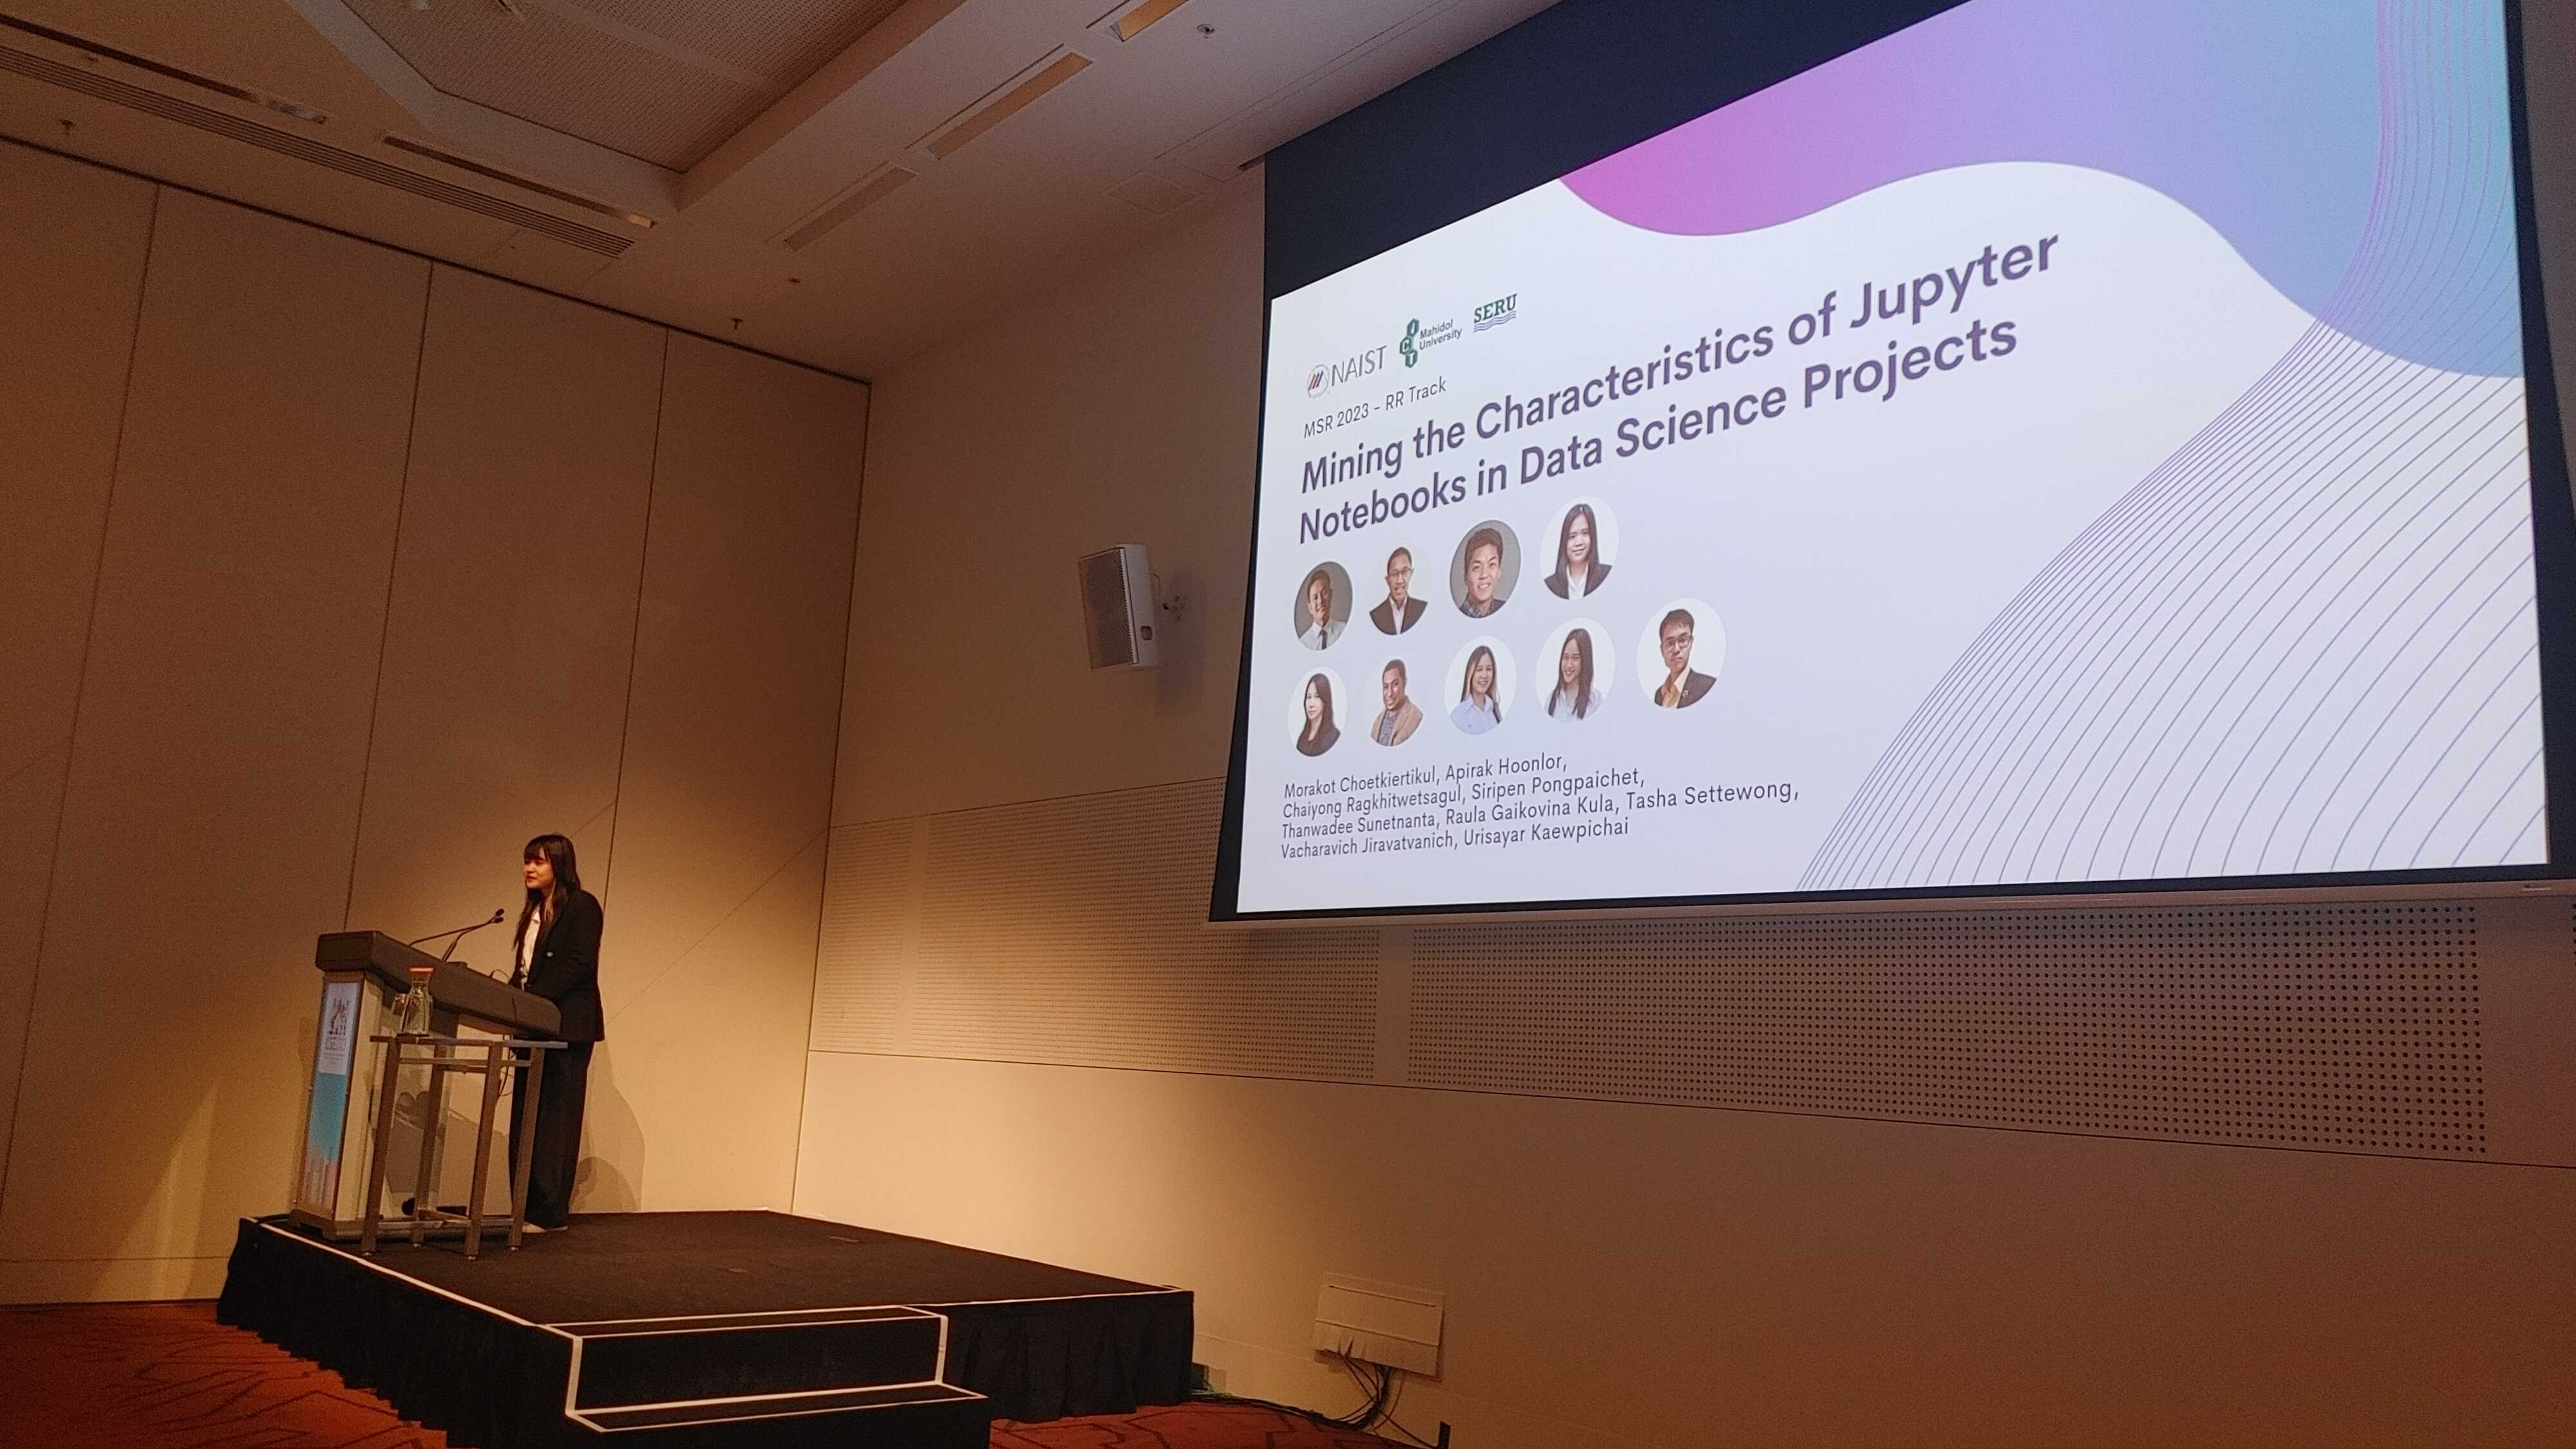 NAIST
ICT
Mahidol
University
SERU
MSR 2023 - RR Track
Mining the Characteristics of Jupyter
Notebooks in Data Science Projects
Morakot Choetkiertikul, Apirak Hoonlor,
Chaiyong Ragkhitwetsagul, Siripen Pongpaichet,
Thanwadee Sunetnanta, Raula Gaikovina Kula, Tasha Settewong,
Vacharavich Jiravatvanich, Urisayar Kaewpichai